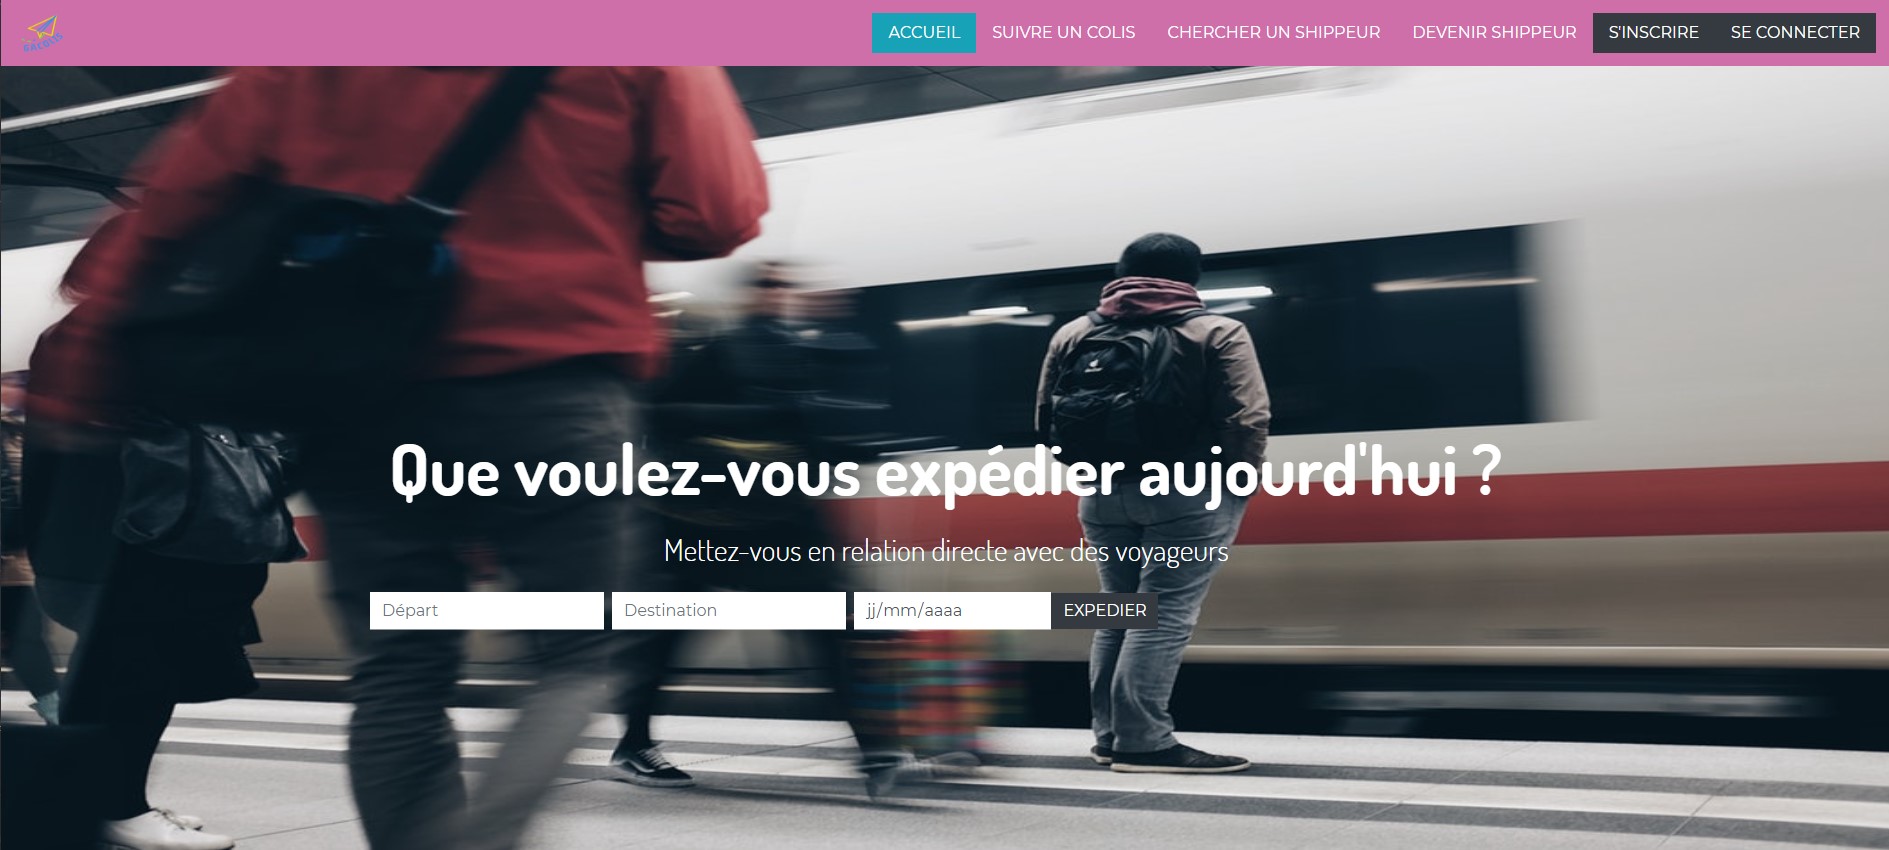 ACCUEIL SUIVRE UN COLIS CHERCHER UN SHIPPEUR DEVENIR SHIPPEUR S'INSCRIRE SE CONNECTER
Que voulez-vous expédier aujourd'hui ?
Mettez-vous en relation directe avec des voyageurs
Départ Destination jj/mm/aaaa EXPEDIER